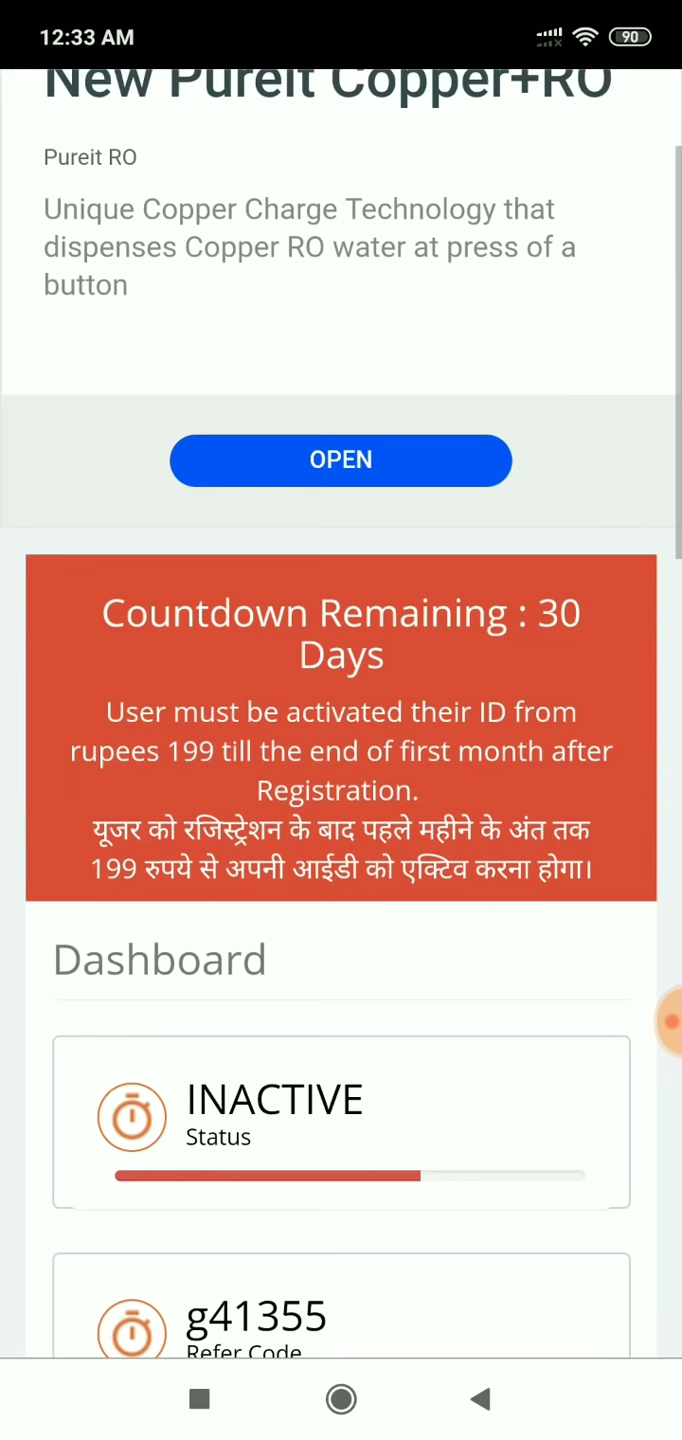 12:33 AM
90
New Pureit Copper+RO
Pureit RO
Unique Copper Charge Technology that
dispenses Copper RO water at press of a
button
OPEN
Countdown Remaining : 30
Days
User must be activated their ID from
rupees 199 till the end of first month after
Registration.
यूजर को रजिस्ट्रेशन के बाद पहले महीने के अंत तक
199 रुपये से अपनी आईडी को एक्टिव करना होगा।
Dashboard
INACTIVE
Status
g41355
Refer Code